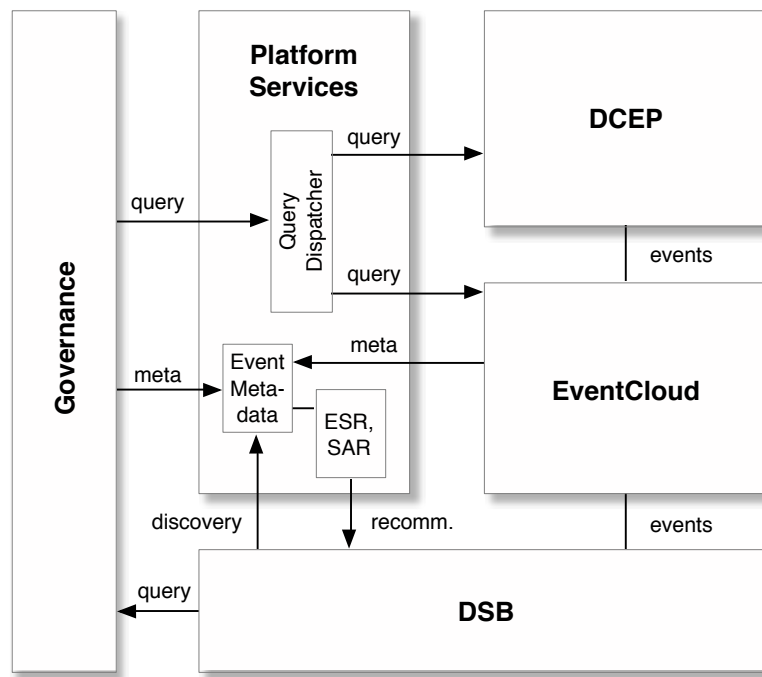 Platform
Services
DCEP
query
query
Query
Dispatcher
events
query
Governance
meta
meta
Event
Meta-
data
EventCloud
ESR,
SAR
discovery
recomm.
events
query
DSB